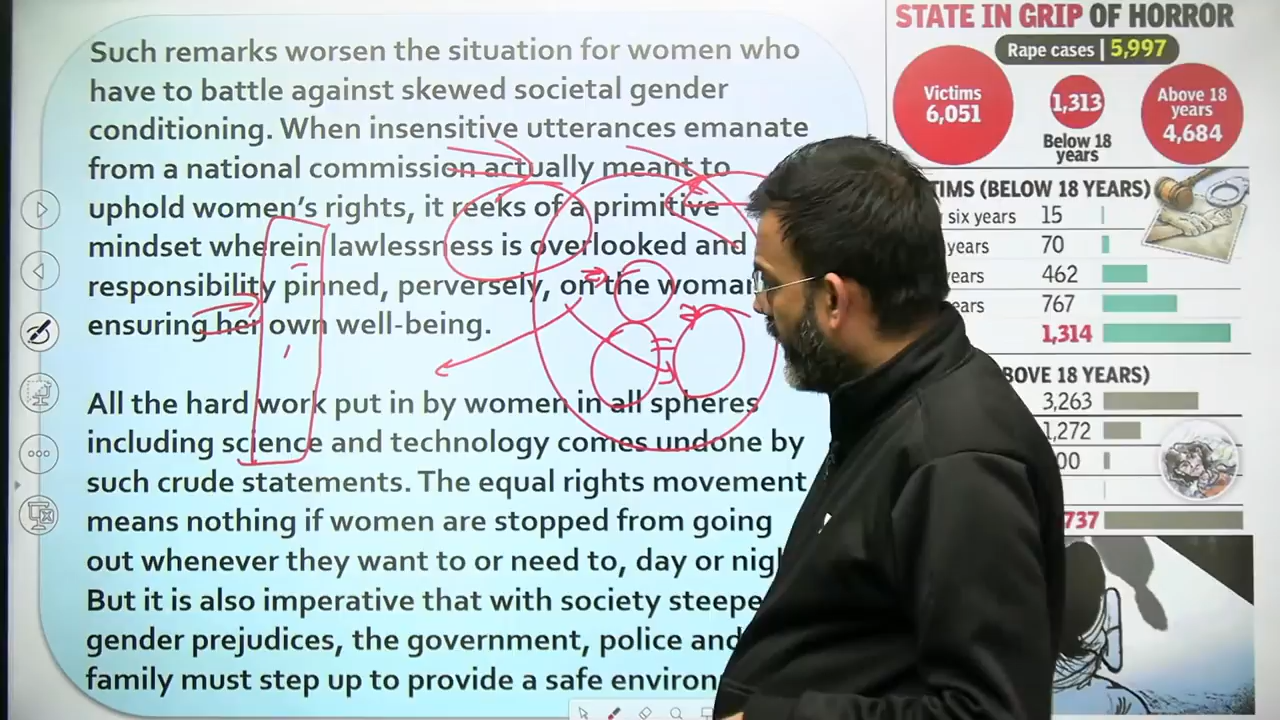 Such remarks worsen the situation for women who
have to battle against skewed societal gender
conditioning. When insensitive utterances emanate
from a national commission actually meant to
uphold women's rights, it reeks of a primitive
mindset wherein lawlessness is overlooked and
responsibility pinned, perversely, on the woman
ensuring her own well-being.
All the hard work put in by women in all spheres
including science and technology comes undone by
such crude statements. The equal rights movement
means nothing if women are stopped from going
out whenever they want to or need to, day or
But it is also imperative that with society
gender prejudices, the government, police and
family must step up to provide a safe
STATE IN GRIP OF HORROR
Rape cases | 5,997
Victims
6,051
1,313
Below 18
years
Above 18
years
4,684
(BELOW 18 YEARS)
six years 15
years 70
462
767
1,314
18 YEARS)
3,263
1,272